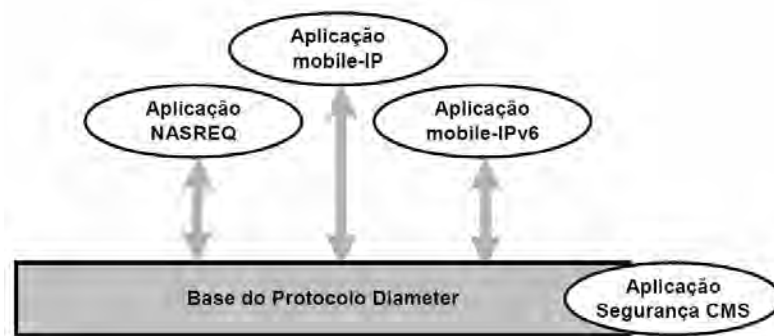 Aplicação
mobile-IP
Aplicação
NASREQ
Aplicação
mobile-IPv6
Base do Protocolo Diameter
Aplicação
Segurança CMS